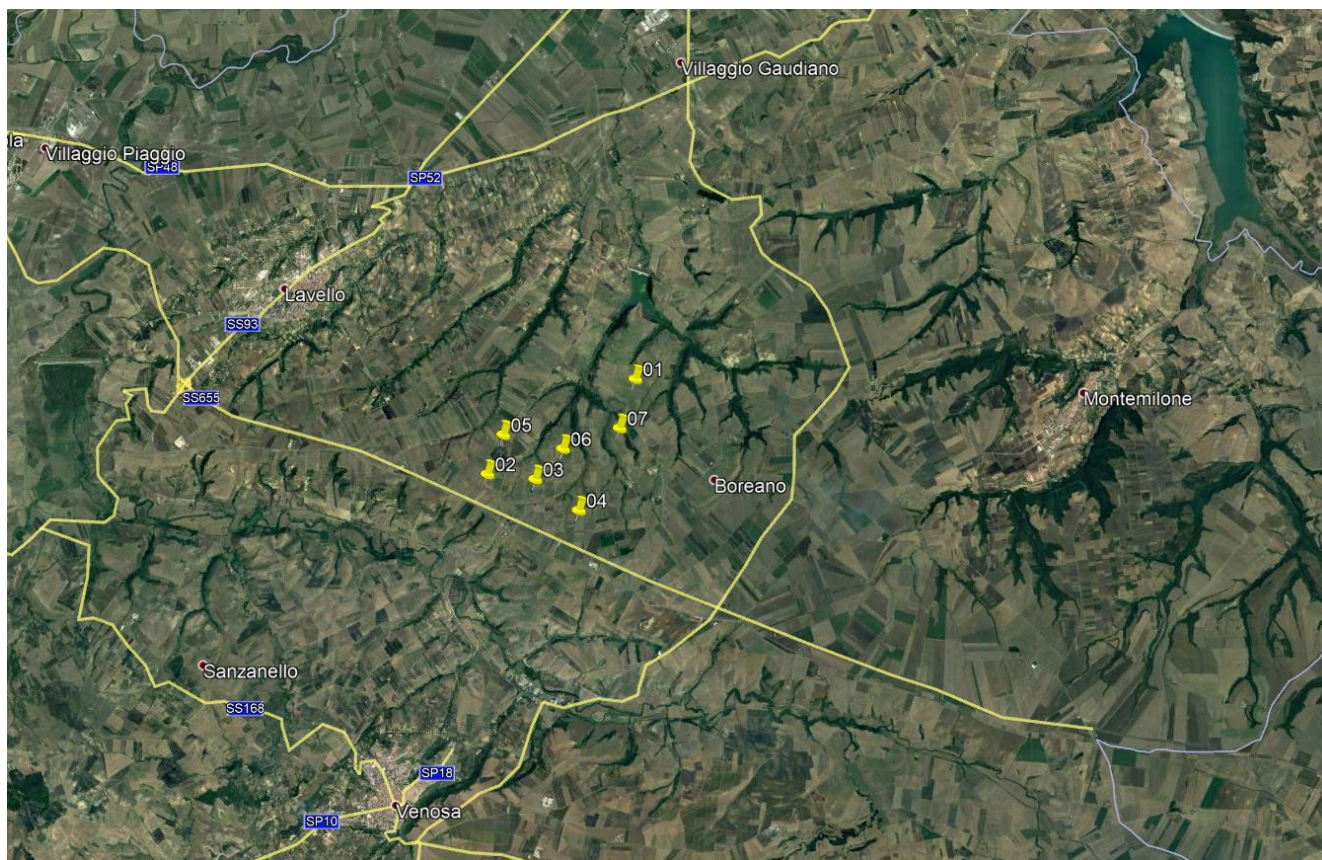 Villaggio Gaudiano
la
Villaggio Piaggio
SP48
SP52
Lavello
SS93
01
SS655
Montemilone
07
05
06
02
03
Boreano
04
Sanzanello
SS168
SP18
Venosa
SP10